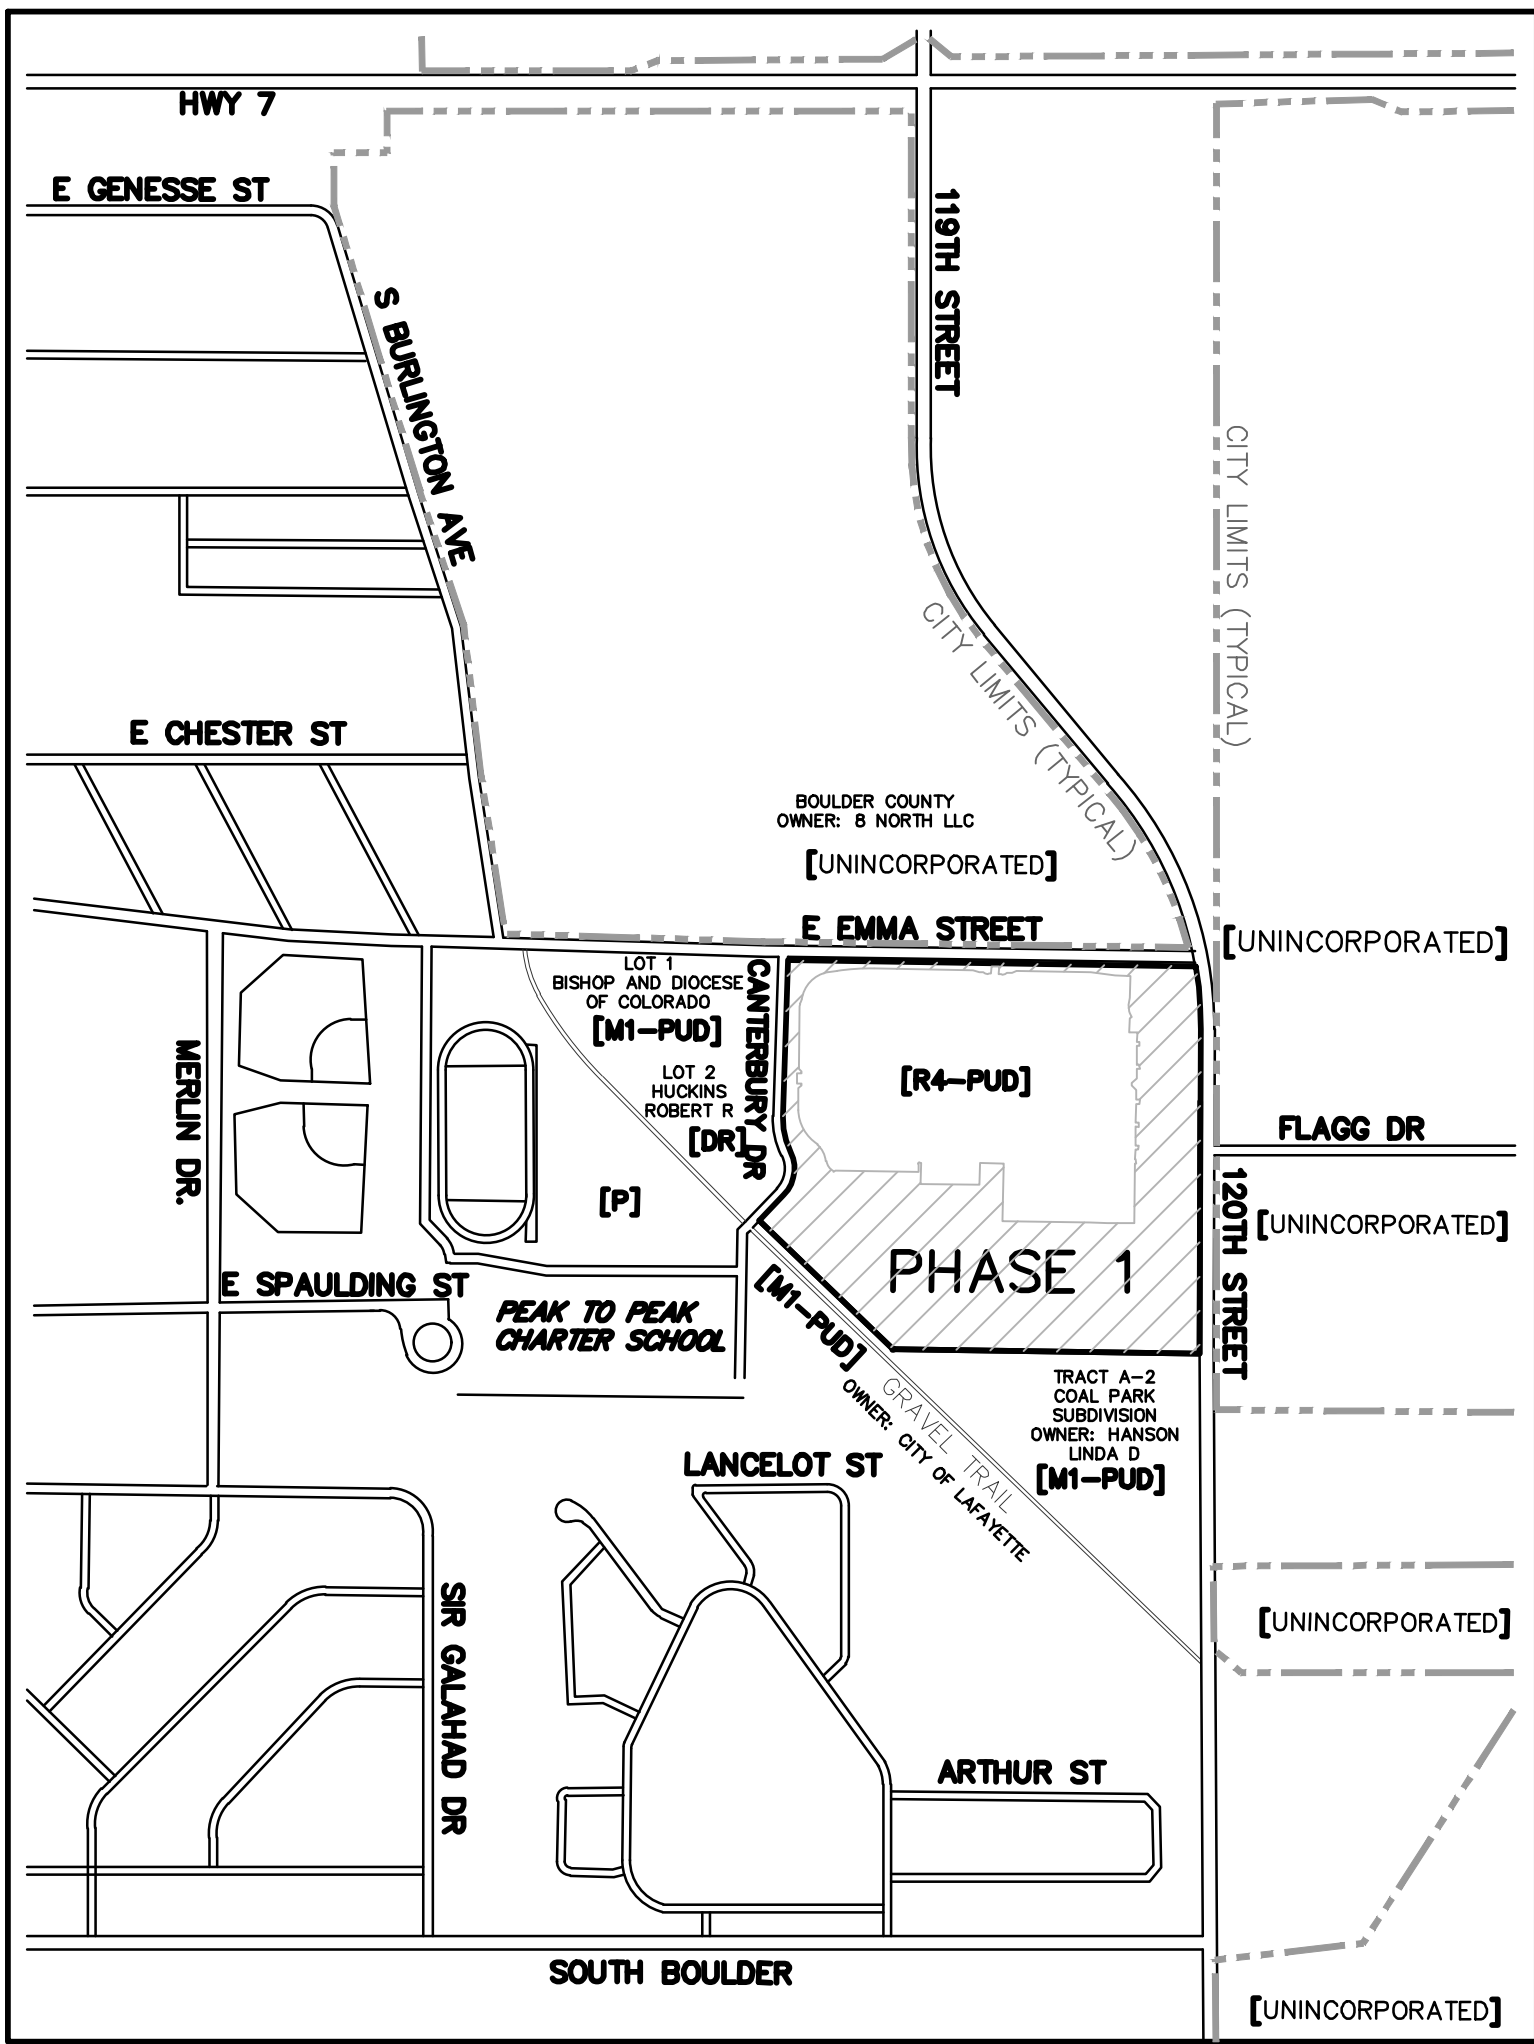 HWY 7
E GENESSE ST
119TH STREET
S BURLINGTON AVE
CITY LIMITS (TYPICAL)
CITY LIMITS (TYPICAL)
E CHESTER ST
BOULDER COUNTY
OWNER: 8 NORTH LLC
[UNINCORPORATED]
E EMMA STREET
[UNINCORPORATED]
LOT 1
BISHOP AND DIOCESE
OF COLORADO
[M1-PUD]
CANTERBURY DR
MERLIN DR.
LOT 2
HUCKINS
ROBERT R
[DR]
[R4-PUD]
FLAGG DR
[P]
120TH STREET
[UNINCORPORATED]
PHASE 1
E SPAULDING ST
PEAK TO PEAK
CHARTER SCHOOL
[M1-PUD]
OWNER: CITY OF LAFAYETTE
GRAVEL TRAIL
TRACT A-2
COAL PARK
SUBDIVISION
OWNER: HANSON
LINDA D
[M1-PUD]
LANCELOT ST
SIR GALAHAD DR
[UNINCORPORATED]
ARTHUR ST
SOUTH BOULDER
[UNINCORPORATED]